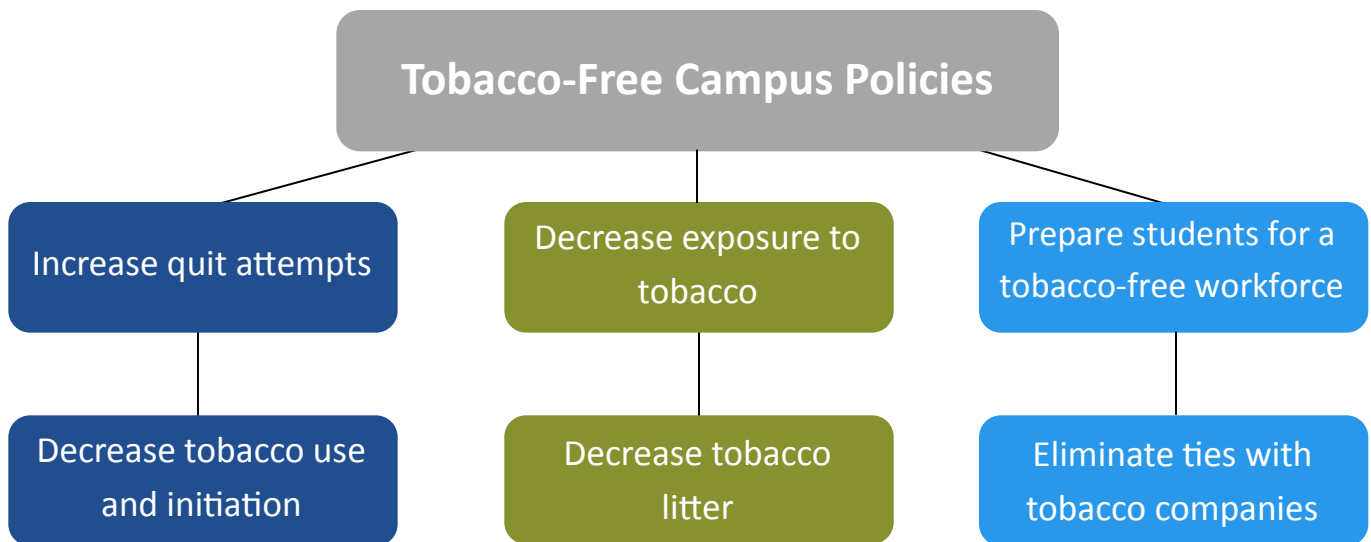 Tobacco-Free Campus Policies
Increase quit attempts
Decrease exposure to
tobacco
Prepare students for a
tobacco-free workforce
Decrease tobacco use
and initiation
Decrease tobacco
litter
Eliminate ties with
tobacco companies